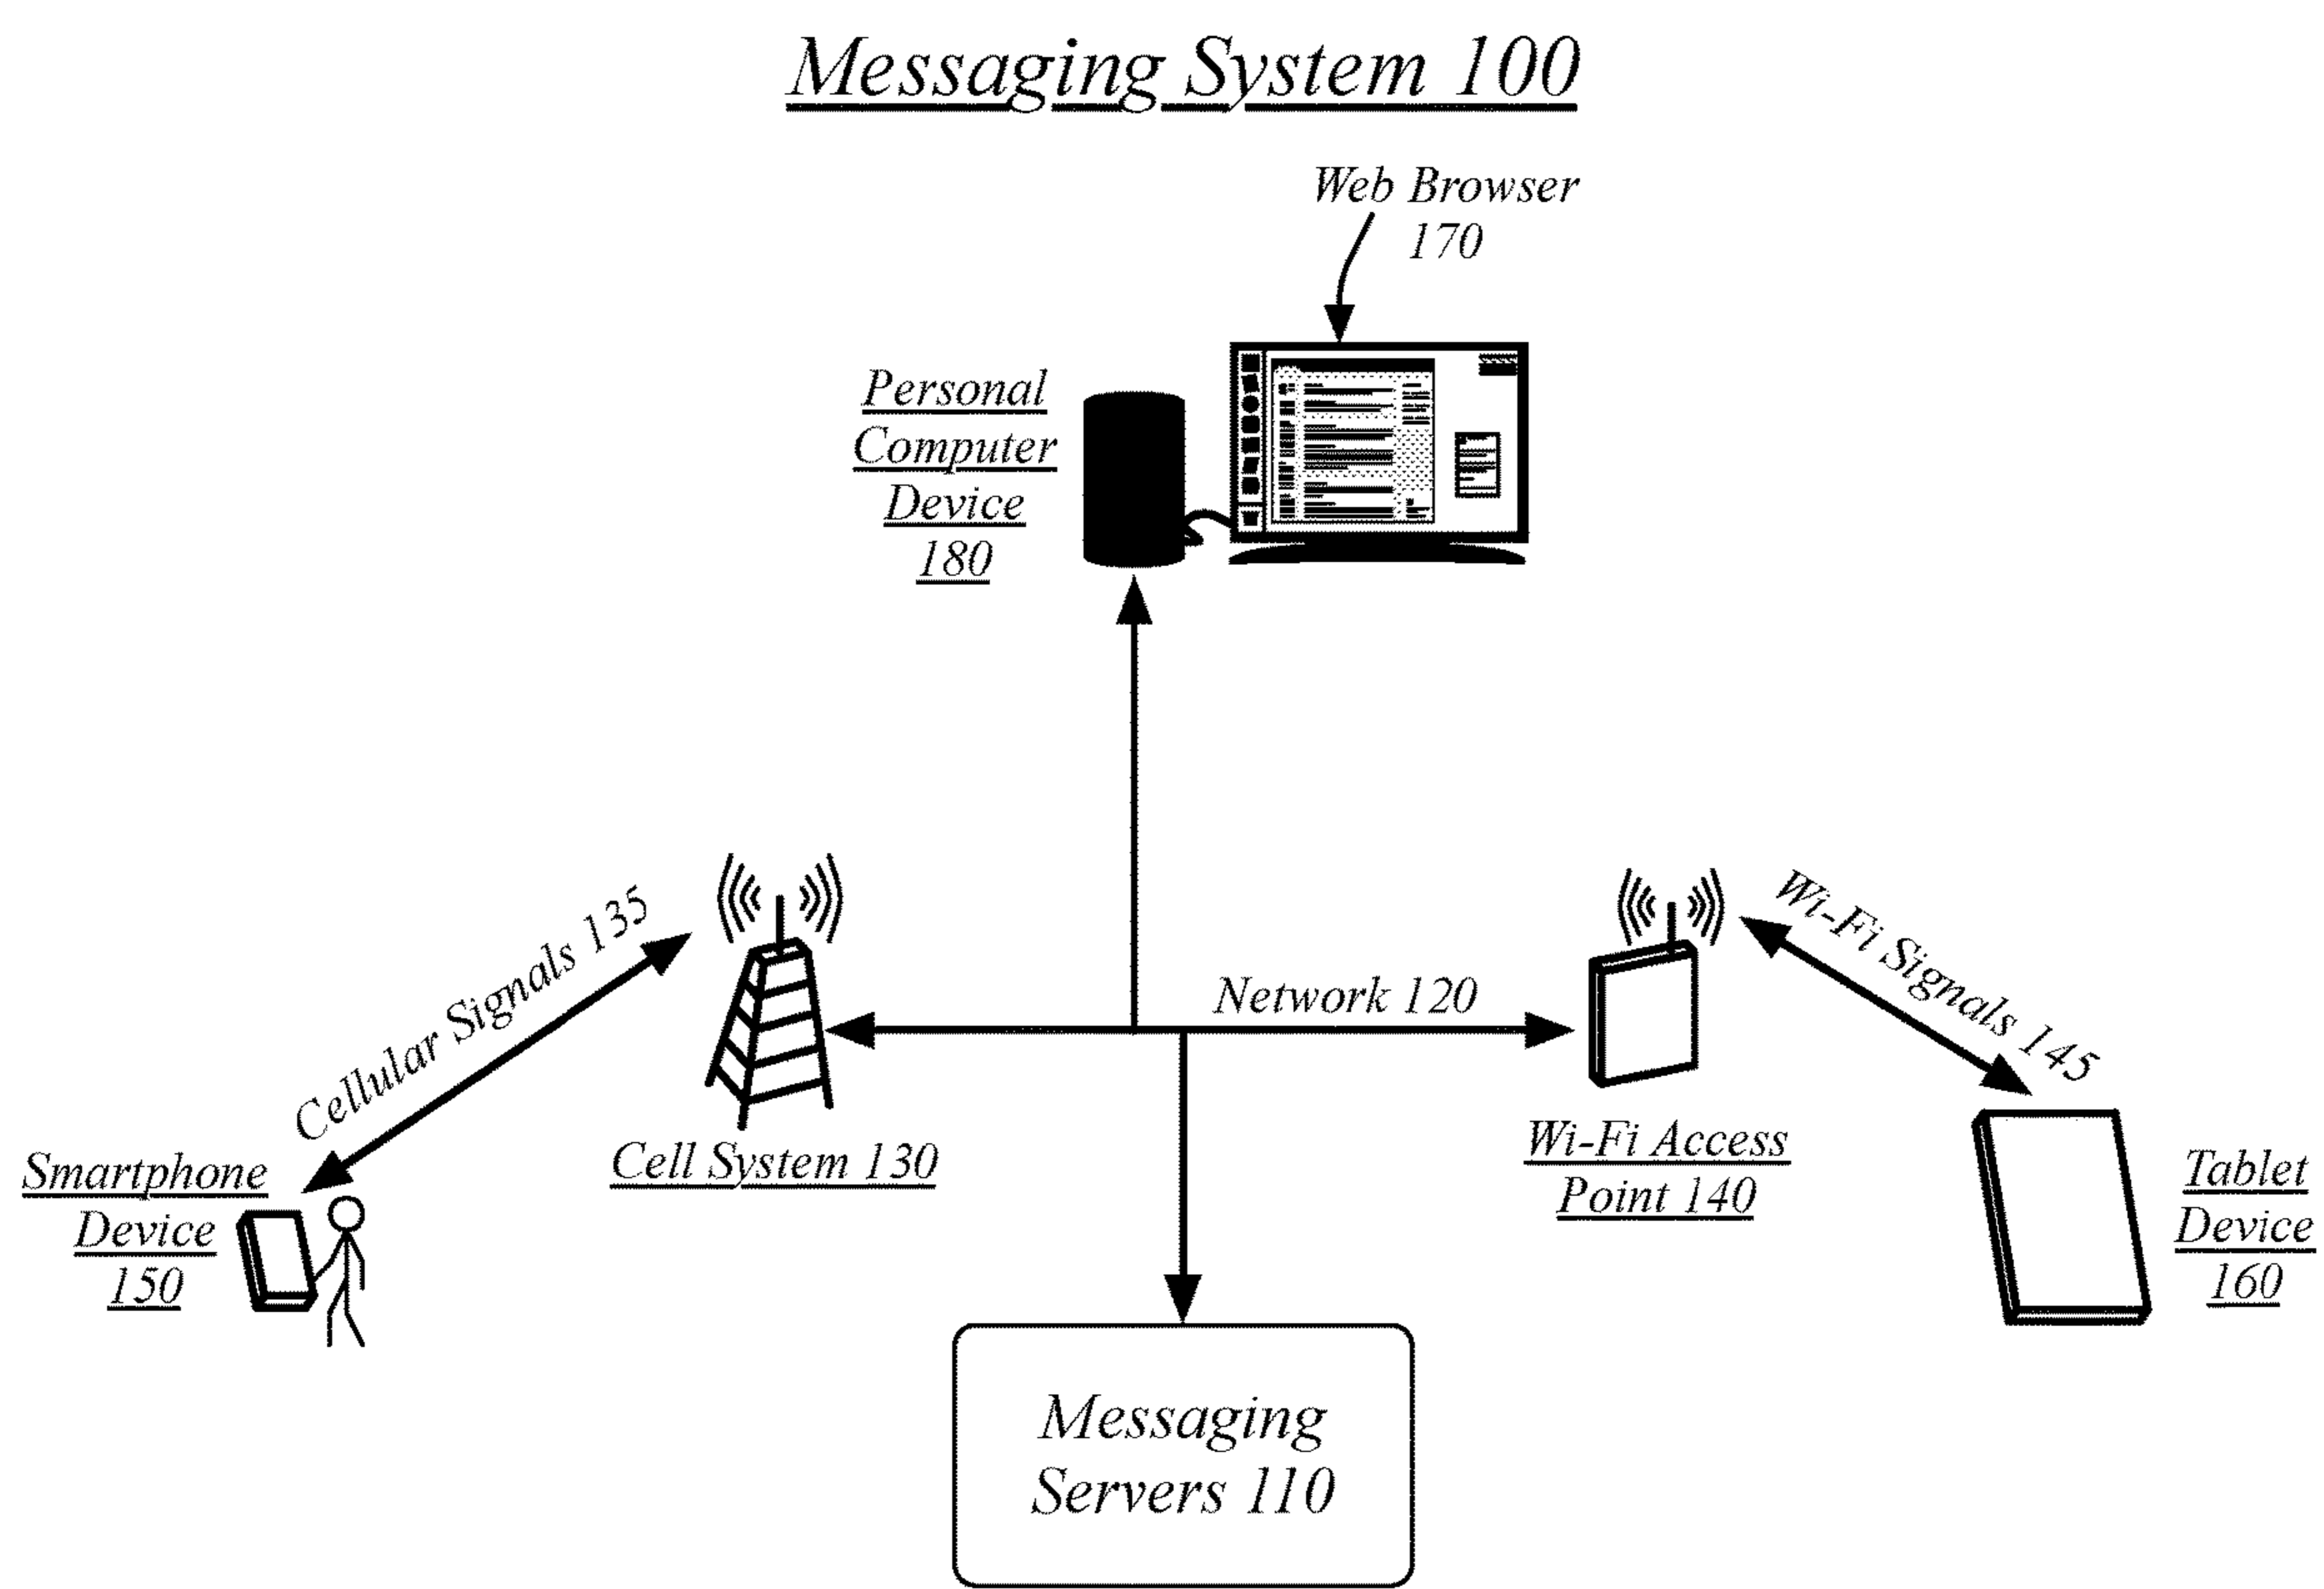 Messaging System 100
Web Browser
170
Personal
Computer
Device
180
Cellular Signals 135
Network 120
Wi-Fi Signals 145
Smartphone
Device
150
Cell System 130
Wi-Fi Access
Point 140
Tablet
Device
160
Messaging
Servers 110